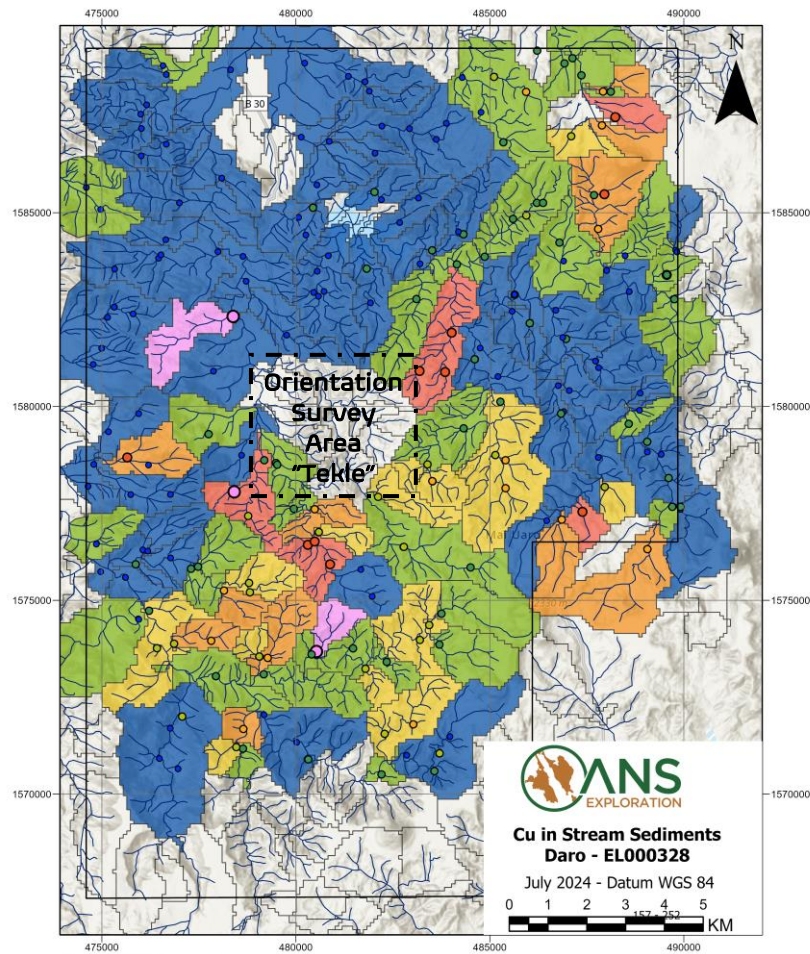 475000 480000 485000 490000
N
B 30
1585000 1585000
Orientation
Survey
Area
"Tekle"
1580000 1580000
1575000 1575000
1570000 1570000
ANS
EXPLORATION
Cu in Stream Sediments
Daro - EL000328
July 2024 - Datum WGS 84
0 1 2 3 4 5
KM
157 - 252
475000 480000 485000 490000